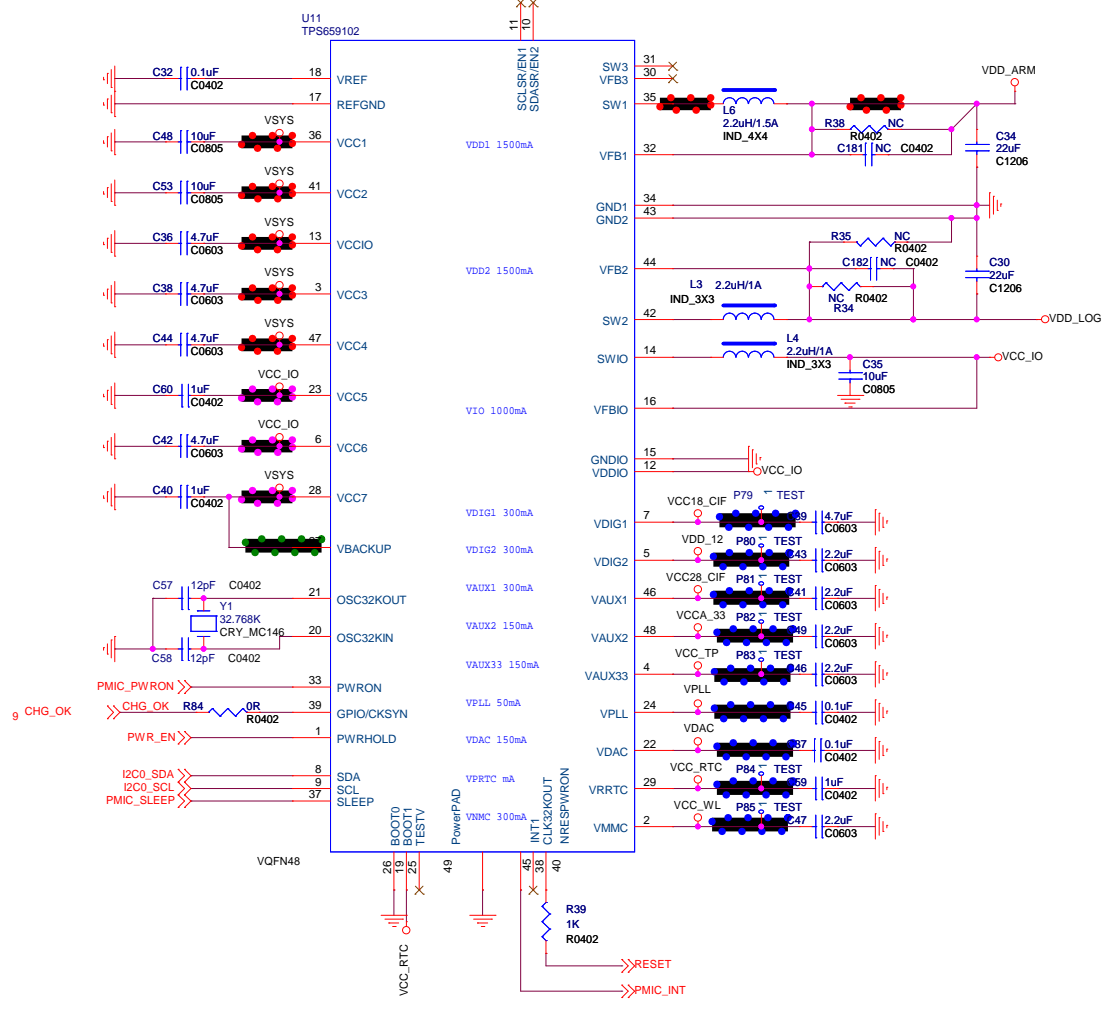 U11
TPS659102
11
10
SCLSR/EN1
SDASR/EN2
C32 0.1uF C0402 18 VREF
17 REFGND
C48 10uF C0805 VSYS 36 VCC1
C53 10uF C0805 VSYS 41 VCC2
C36 4.7uF C0603 VSYS 13 VCCIO
C38 4.7uF C0603 VSYS 3 VCC3
C44 4.7uF C0603 VSYS 47 VCC4
C60 1uF C0402 VCC_IO 23 VCC5
C42 4.7uF C0603 VCC_IO 6 VCC6
C40 1uF C0402 VSYS 28 VCC7
VBACKUP
C57 12pF C0402 21 OSC32KOUT
Y1
32.768K
CRY_MC146
20 OSC32KIN
C58 12pF C0402
PMIC_PWRON 33 PWRON
9 CHG_OK CHG_OK R84 0R R0402 39 GPIO/CKSYN
PWR_EN 1 PWRHOLD
I2C0_SDA 8 SDA
I2C0_SCL 9 SCL
PMIC_SLEEP 37 SLEEP
VDD1 1500mA
VDD2 1500mA
VIO 1000mA
VDIG1 300mA
VDIG2 300mA
VAUX1 300mA
VAUX2 150mA
VAUX33 150mA
VPLL 50mA
VDAC 150mA
VPRTC mA
VNMC 300mA
SW3 31
VFB3 30
SW1 35
L6
2.2uH/1.5A
IND_4X4
VDD_ARM
R38 NC
R0402
C181 NC C0402
VFB1 32
C34
22uF
C1206
GND1 34
GND2 43
R35 NC
R0402
C182 NC C0402
VFB2 44
NC R0402
R34
C30
22uF
C1206
L3 2.2uH/1A
IND_3X3
SW2 42 VDD_LOG
L4
2.2uH/1A
IND_3X3
SWIO 14 VCC_IO
C35
10uF
C0805
VFBIO 16
GNDIO 15
VDDIO 12 VCC_IO
VDIG1 7 VCC18_CIF P79 1 TEST 4.7uF C0603
VDIG2 5 VDD_12 P80 1 TEST 2.2uF C0603
VAUX1 46 VCC28_CIF P81 1 TEST 2.2uF C0603
VAUX2 48 VCCA_33 P82 1 TEST 2.2uF C0603
VAUX33 4 VCC_TP P83 1 TEST 2.2uF C0603
VPLL 24 VPLL 0.1uF C0402
VDAC 22 VDAC 0.1uF C0402
VRRTC 29 VCC_RTC P84 1 TEST 1uF C0402
VMMC 2 VCC_WL P85 1 TEST 2.2uF C0603
BOOT0
BOOT1
TESTV
PowerPAD
INT1
CLK32KOUT
NRESPWRON
VQFN48
26
19
25
49
45
38
40
VCC_RTC
R39
1K
R0402
RESET
PMIC_INT